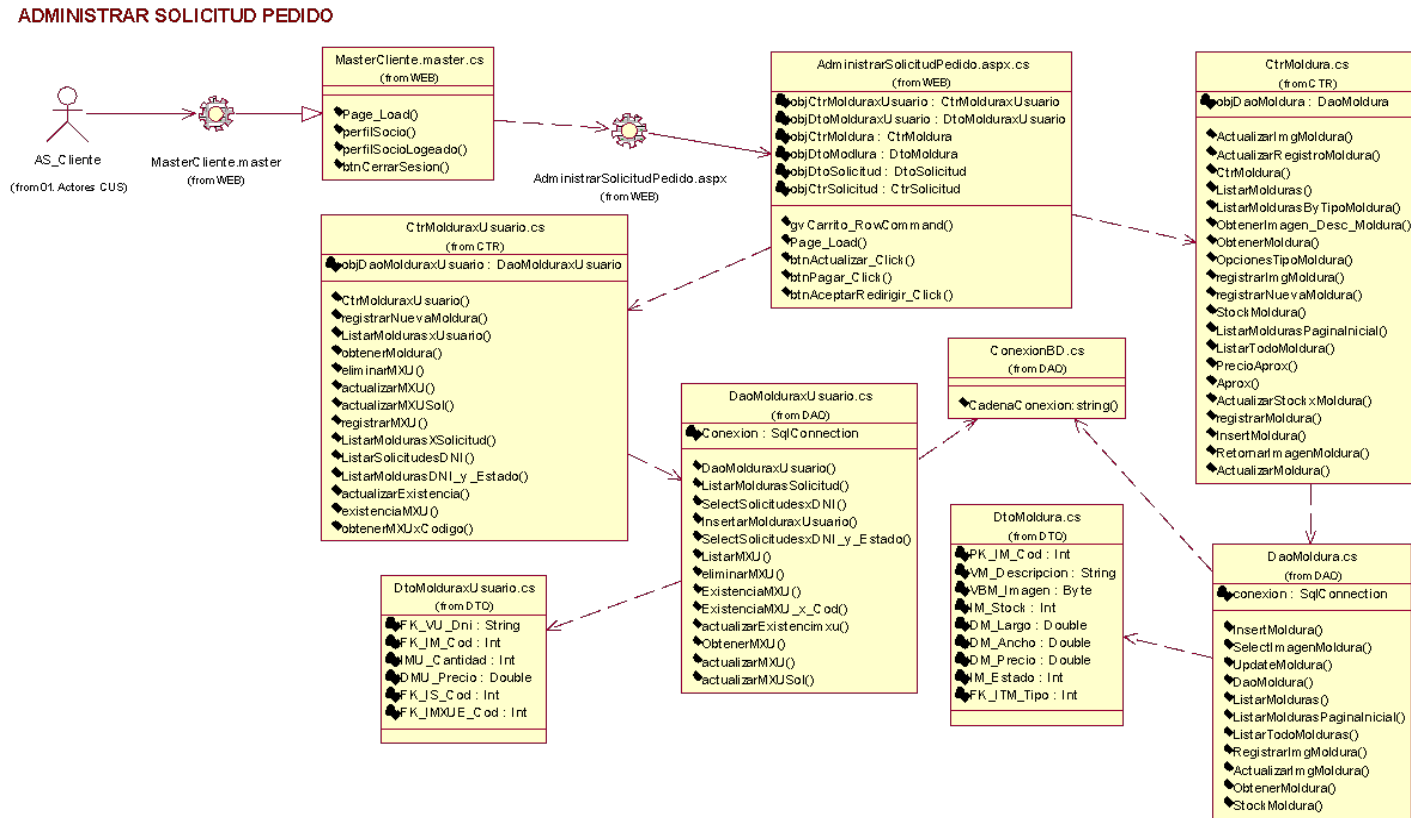 ADMINISTRAR SOLICITUD PEDIDO
AS_Cliente
(from 01. Actores CUS)
MasterCliente.master
(from WEB)
MasterCliente.master.cs
(from WEB)
Page_Load()
perfilSocio()
perfilSocioLogeado()
btnCerrarSesion()
AdministrarSolicitudPedido.aspx
(from WEB)
AdministrarSolicitudPedido.aspx.cs
(from WEB)
objCtrMolduraxUsuario : CtrMolduraxUsuario
objDtoMolduraxUsuario : DtoMolduraxUsuario
objCtrMoldura : CtrMoldura
objDtoModlura : DtoMoldura
objDtoSolicitud : DtoSolicitud
objCtrSolicitud : CtrSolicitud
gvCarrito_RowCommand()
Page_Load()
btnActualizar_Click()
btnPagar_Click()
btnAceptarRedirigir_Click()
CtrMoldura.cs
(from CTR)
objDaoMoldura : DaoMoldura
ActualizarImgMoldura()
ActualizarRegistroMoldura()
CtrMoldura()
ListarMolduras()
ListarMoldurasByTipoMoldura()
ObtenerImagen_Desc_Moldura()
ObtenerMoldura()
OpcionesTipoMoldura()
registrarImgMoldura()
registrarNuevaMoldura()
StockMoldura()
ListarMoldurasPaginaInicial()
ListarTodoMoldura()
PrecioAprox()
Aprox()
ActualizarStockxMoldura()
registrarMoldura()
InsertMoldura()
RetornarImagenMoldura()
ActualizarMoldura()
CtrMolduraxUsuario.cs
(from CTR)
objDaoMolduraxUsuario : DaoMolduraxUsuario
CtrMolduraxUsuario()
registrarNuevaMoldura()
ListarMoldurasxUsuario()
obtenerMoldura()
eliminarMXU()
actualizarMXU()
actualizarMXUSol()
registrarMXU()
ListarMoldurasXSolicitud()
ListarSolicitudesDNI()
ListarMoldurasDNI_y_Estado()
actualizarExistencia()
existenciaMXU()
obtenerMXUxCodigo()
DaoMolduraxUsuario.cs
(from DAO)
Conexion : SqlConnection
DaoMolduraxUsuario()
ListarMoldurasSolicitud()
SelectSolicitudesxDNI()
InsertarMolduraxUsuario()
SelectSolicitudesxDNI_y_Estado()
ListarMXU()
eliminarMXU()
ExistenciaMXU()
ExistenciaMXU_x_Cod()
actualizarExistencimxu()
ObtenerMXU()
actualizarMXU()
actualizarMXUSol()
ConexionBD.cs
(from DAO)
CadenaConexion:string()
DtoMoldura.cs
(from DTO)
PK_IM_Cod : Int
VM_Descripcion : String
VBM_Imagen : Byte
IM_Stock : Int
DM_Largo : Double
DM_Ancho : Double
DM_Precio : Double
IM_Estado : Int
FK_ITM_Tipo : Int
DtoMolduraxUsuario.cs
(from DTO)
FK_VU_Dni : String
FK_IM_Cod : Int
IMU_Cantidad : Int
DMU_Precio : Double
FK_IS_Cod : Int
FK_IMXUE_Cod : Int
DaoMoldura.cs
(from DAO)
conexion : SqlConnection
InsertMoldura()
SelectImagenMoldura()
UpdateMoldura()
DaoMoldura()
ListarMolduras()
ListarMoldurasPaginaInicial()
ListarTodoMolduras()
RegistrarImgMoldura()
ActualizarImgMoldura()
ObtenerMoldura()
StockMoldura()